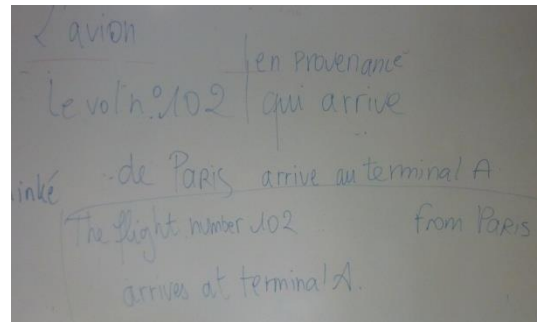 L'avion
Le vol n° 102 | en provenance
qui arrive
inké
de Paris arrive au terminal A
The flight number 102 from Paris
arrives at terminal A.